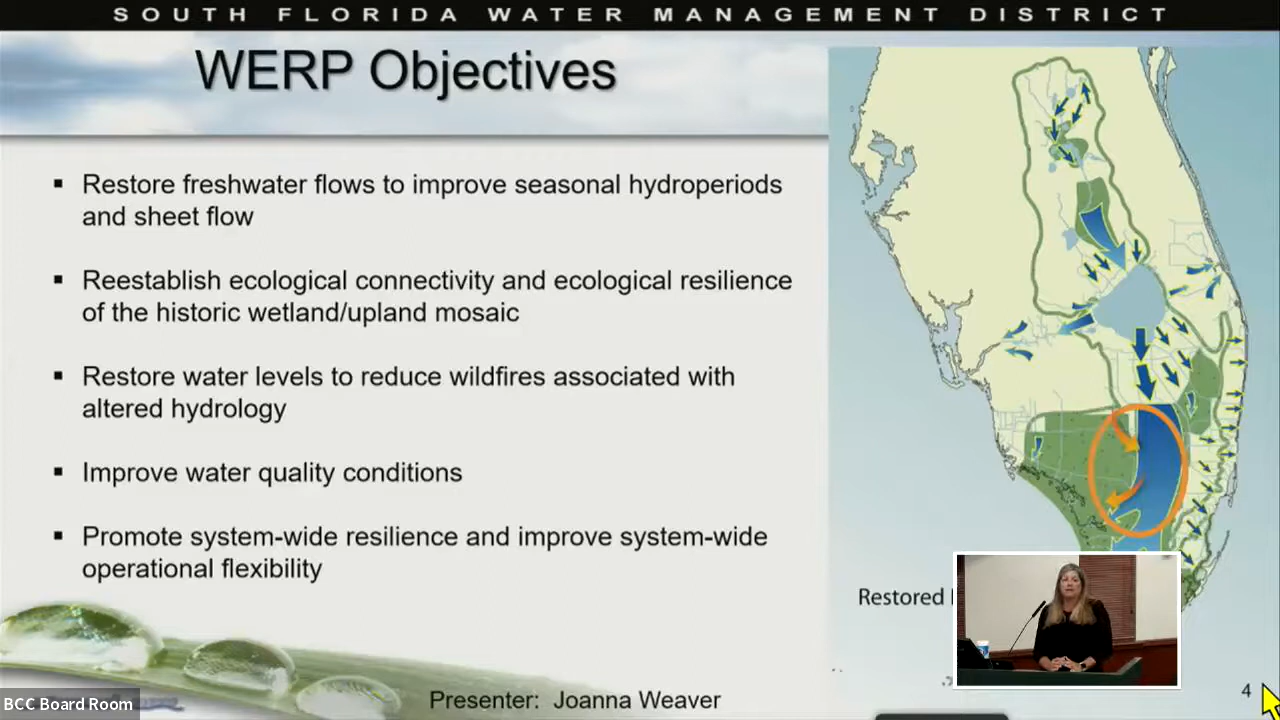 SOUTH FLORIDA WATER MANAGEMENT DISTRICT
WERP Objectives
▪ Restore freshwater flows to improve seasonal hydroperiods
and sheet flow
▪ Reestablish ecological connectivity and ecological resilience
of the historic wetland/upland mosaic
▪ Restore water levels to reduce wildfires associated with
altered hydrology
▪ Improve water quality conditions
▪ Promote system-wide resilience and improve system-wide
operational flexibility
Restored
Presenter: Joanna Weaver
BCC Board Room
4